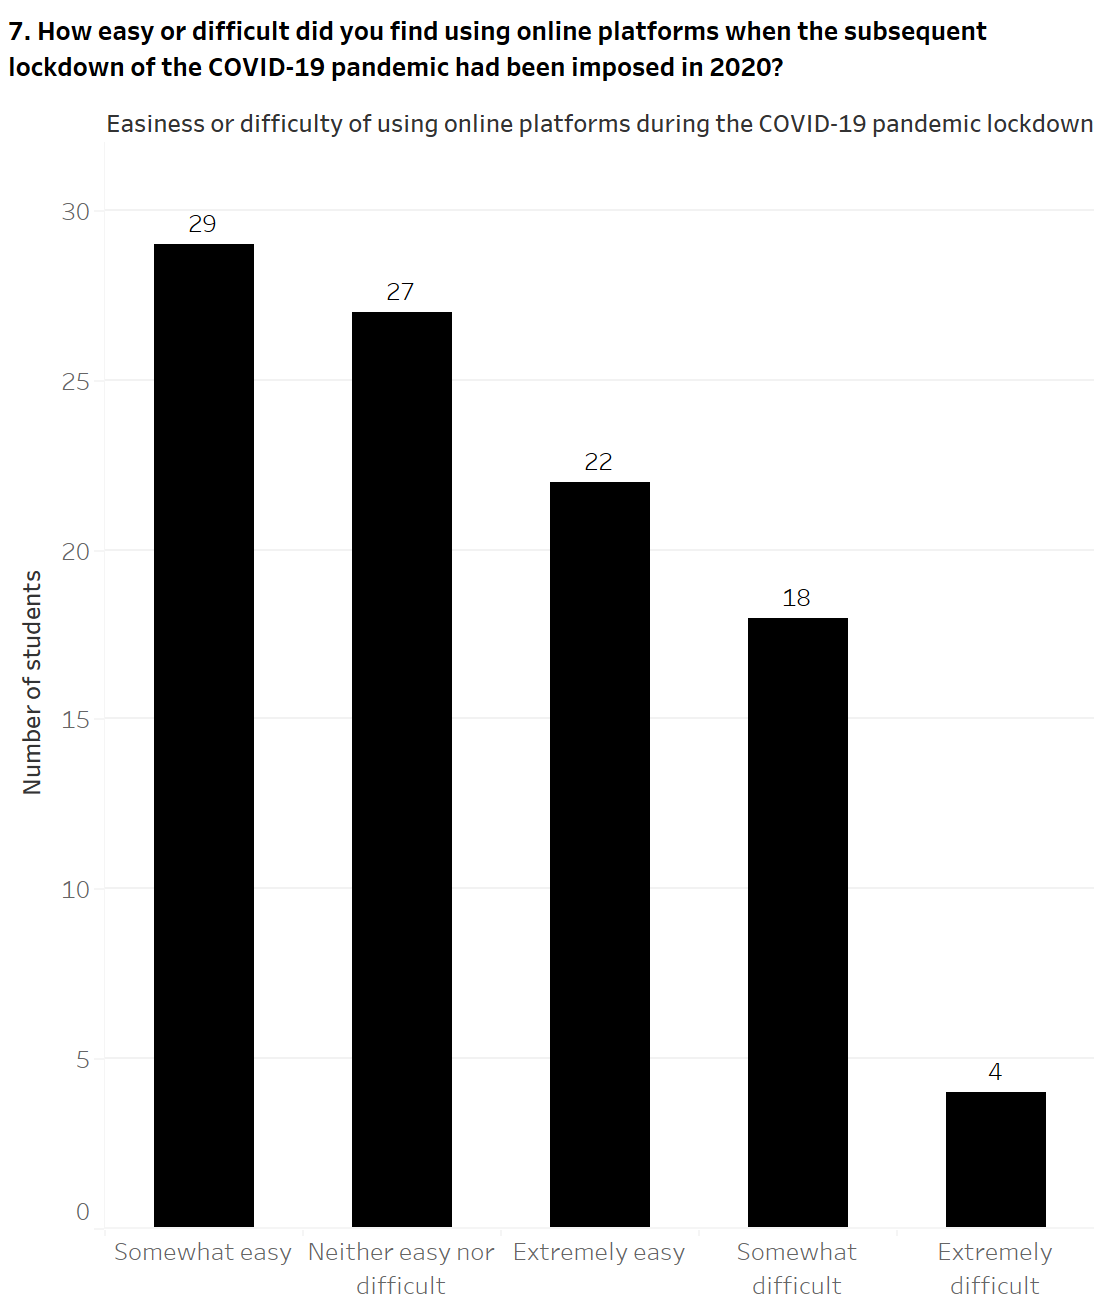 7. How easy or difficult did you find using online platforms when the subsequent
lockdown of the COVID-19 pandemic had been imposed in 2020?
Easiness or difficulty of using online platforms during the COVID-19 pandemic lockdown
Number of students
30
25
20
15
10
5
0
29
27
22
18
4
Somewhat easy
Neither easy nor
difficult
Extremely easy
Somewhat
difficult
Extremely
difficult